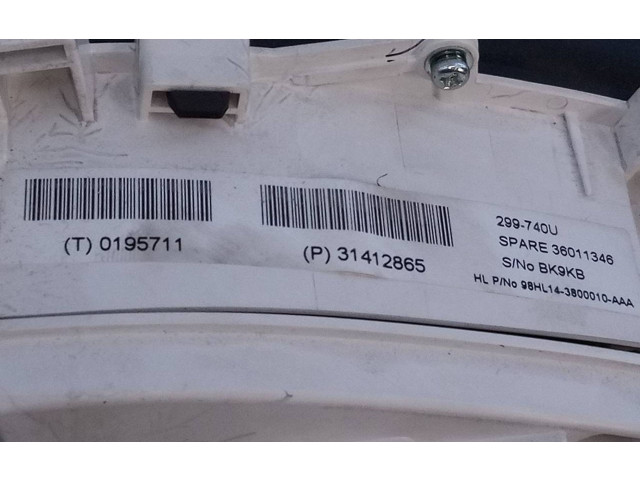 (T) 0195711
(P) 31412865
299-740U
SPARE 36011346
S/No BK9KB
HL P/No 98HL14-3800010-AAA